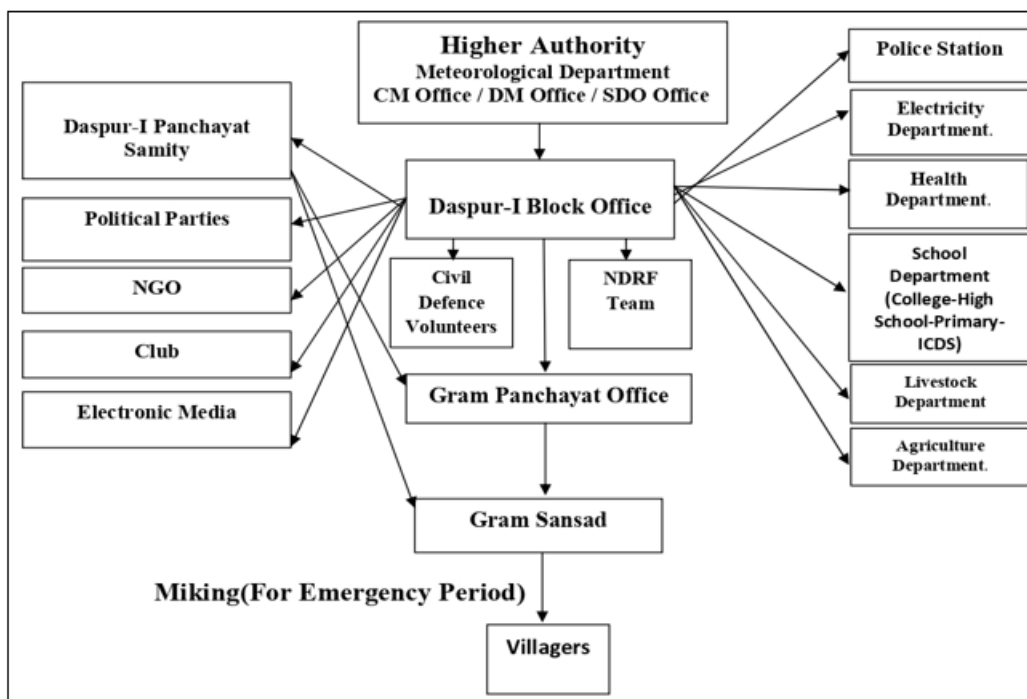 Higher Authority
Meteorological Department
CM Office / DM Office / SDO Office
Daspur-I Panchayat
Samity
Political Parties
NGO
Club
Electronic Media
Daspur-I Block Office
Civil
Defence
Volunteers
NDRF
Team
Gram Panchayat Office
Gram Sansad
Miking(For Emergency Period)
Villagers
Police Station
Electricity
Department.
Health
Department.
School
Department
(College-High
School-Primary-
ICDS)
Livestock
Department
Agriculture
Department.